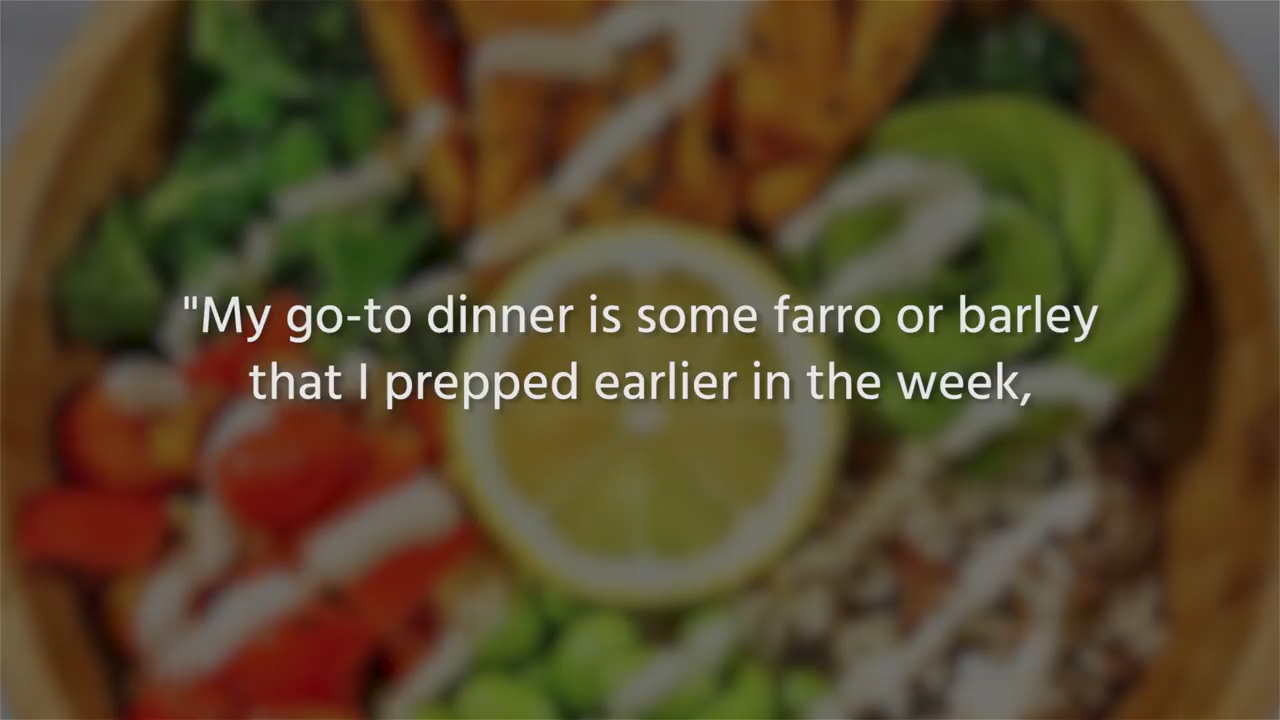 "My go-to dinner is some farro or barley
that I prepped earlier in the week,